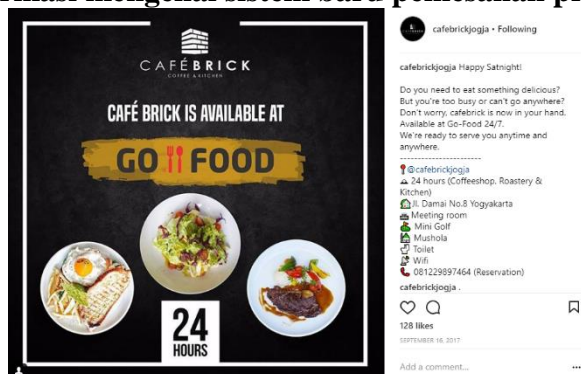 mengenai sistem baru pemesanan
CAFÉBRICK
COFFEE & KITCHEN
CAFÉ BRICK IS AVAILABLE AT
GO FOOD
24
HOURS
cafebrickjogja • Following
cafebrickjogja Happy Satnight!
Do you need to eat something delicious?
But you're too busy or can't go anywhere?
Don't worry, cafebrick is now in your hand.
Available at Go-Food 24/7.
We're ready to serve you anytime and
anywhere.
------------------------
@cafebrickjogja
24 hours (Coffeeshop, Roastery &
Kitchen)
Jl. Damai No.8 Yogyakarta
Meeting room
Mini Golf
Mushola
Toilet
Wifi
081229897464 (Reservation)
cafebrickjogja .
128 likes
SEPTEMBER 16, 2017
Add a comment...